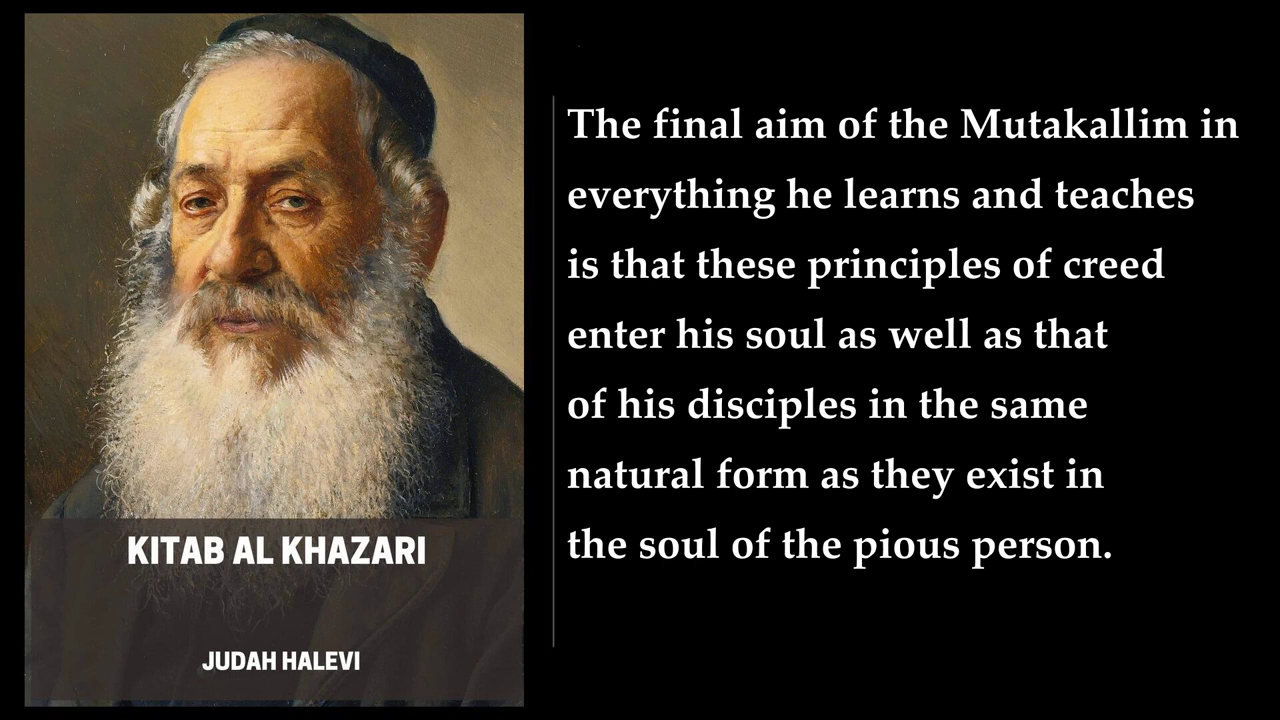 KITAB AL KHAZARI
JUDAH HALEVI
The final aim of the Mutakallim in
everything he learns and teaches
is that these principles of creed
enter his soul as well as that
of his disciples in the same
natural form as they exist in
the soul of the pious person.